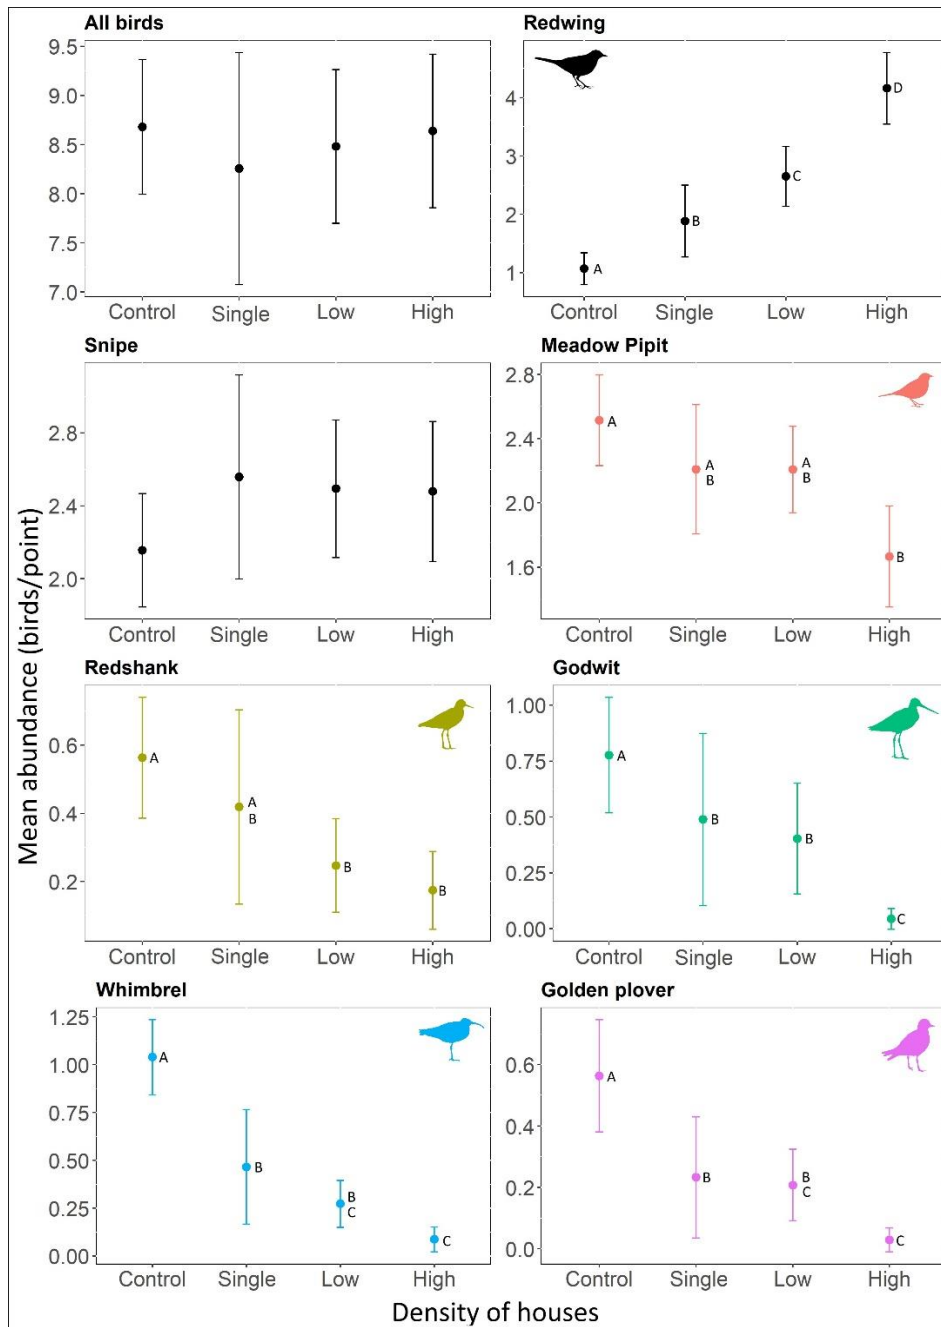 All birds
9.5
9.0
8.5
8.0
7.5
7.0
Control Single Low High
Redwing
4
3
2
1
A
B
C
D
Control Single Low High
Snipe
2.8
2.4
2.0
Control Single Low High
Meadow Pipit
2.8
2.4
2.0
1.6
A
A
B
A
B
B
Control Single Low High
Mean abundance (birds/point)
Redshank
0.6
0.4
0.2
A
A
B
B
B
Control Single Low High
Godwit
1.00
0.75
0.50
0.25
0.00
A
B
B
C
Control Single Low High
Whimbrel
1.25
1.00
0.75
0.50
0.25
0.00
A
B
B
C
C
Control Single Low High
Golden plover
0.6
0.4
0.2
0.0
A
B
B
C
C
Control Single Low High
Density of houses